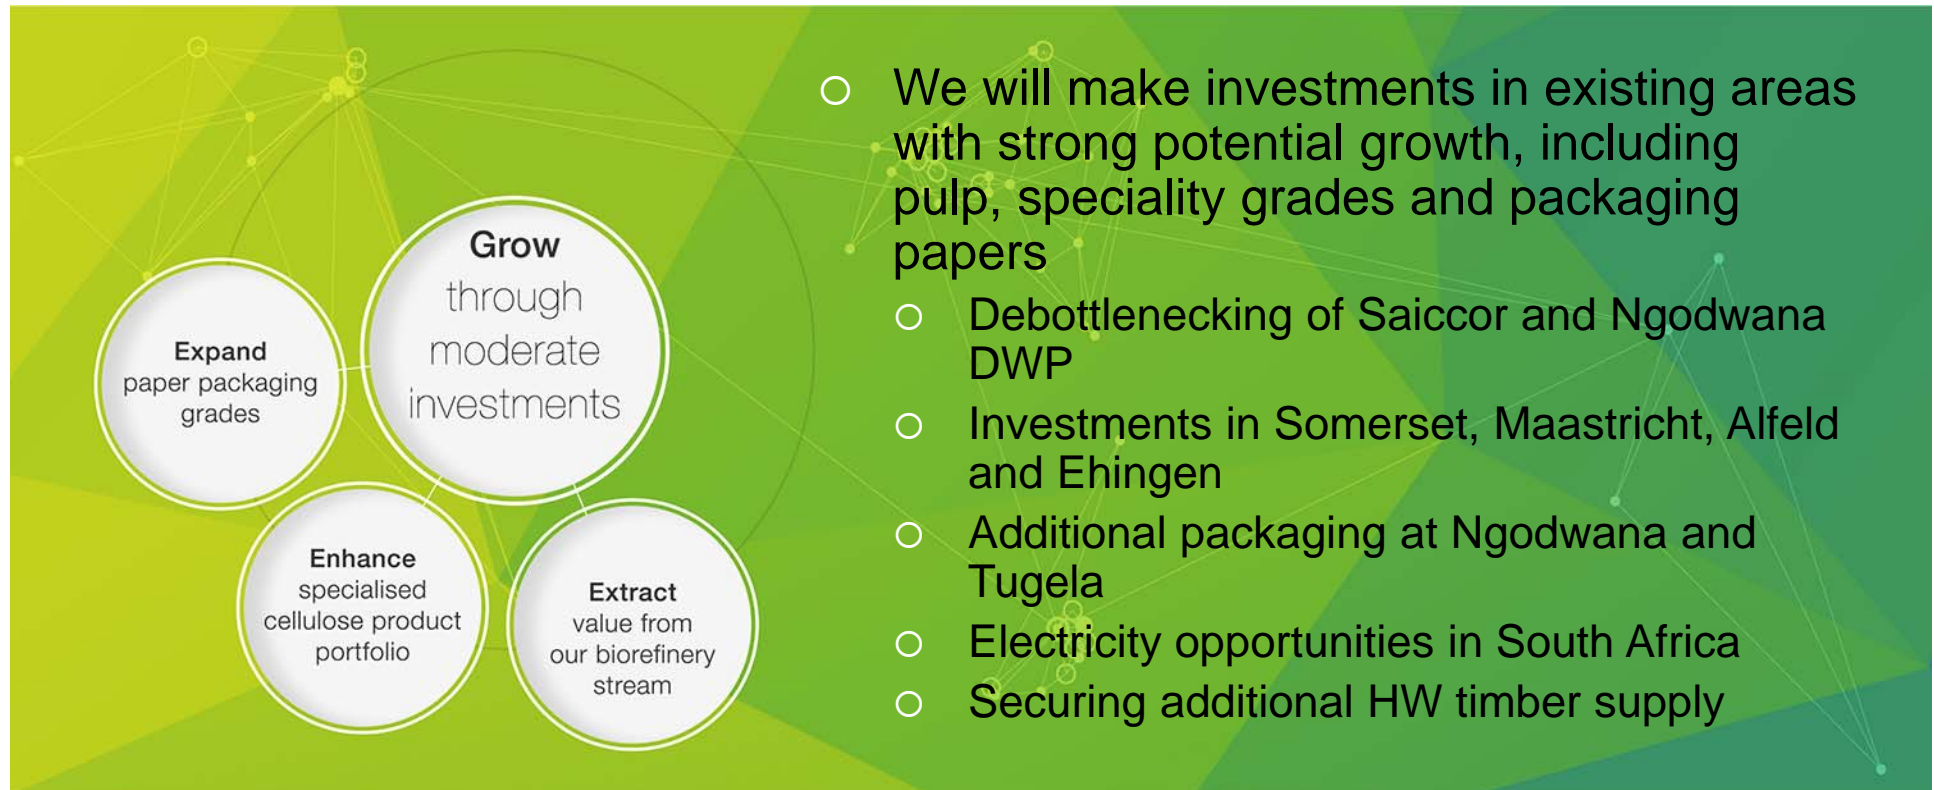 Grow
through
moderate
investments
Expand
paper packaging
grades
Enhance
specialised
cellulose product
portfolio
Extract
value from
our biorefinery
stream
We will make investments in existing areas
with strong potential growth, including
pulp, speciality grades and packaging
papers
Debottlenecking of Saiccor and Ngodwana
DWP
Investments in Somerset, Maastricht, Alfeld
and Ehingen
Additional packaging at Ngodwana and
Tugela
Electricity opportunities in South Africa
Securing additional HW timber supply